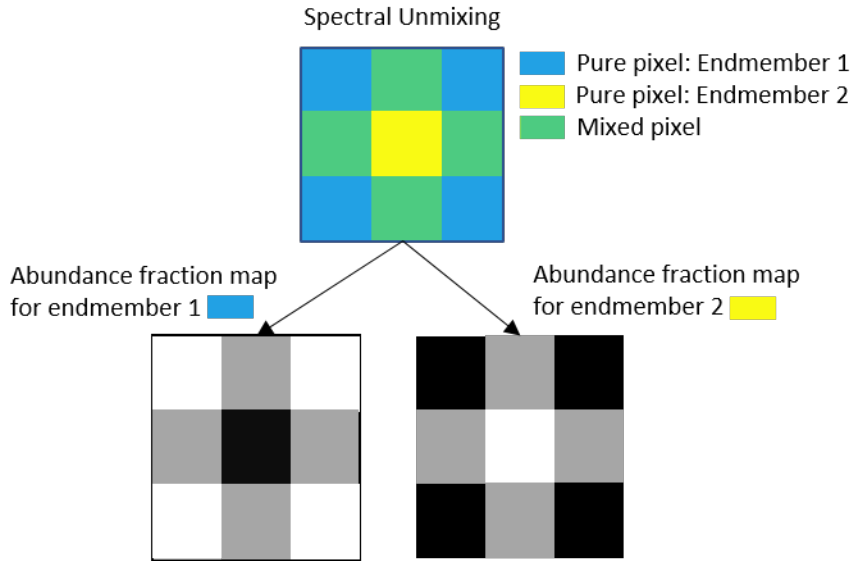 Spectral Unmixing
Pure pixel: Endmember 1
Pure pixel: Endmember 2
Mixed pixel
Abundance fraction map
for endmember 1
Abundance fraction map
for endmember 2